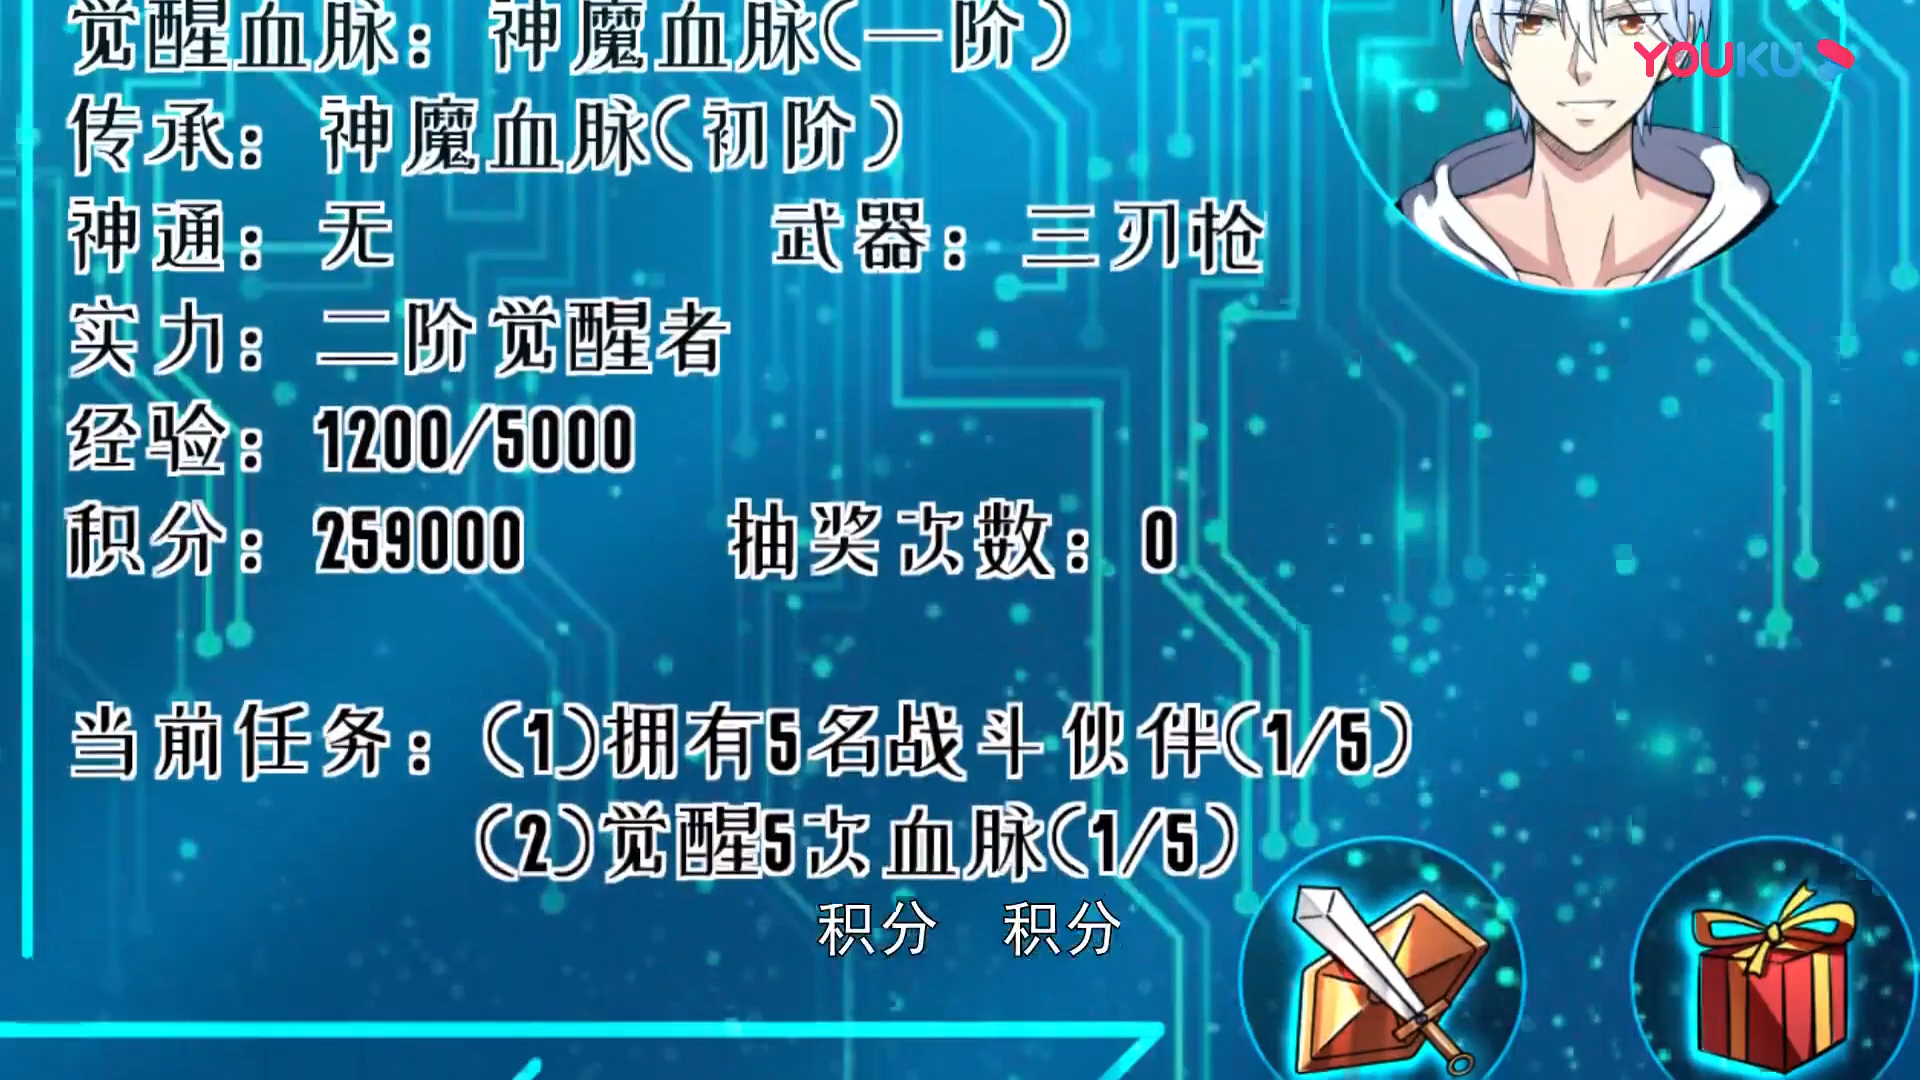 觉醒血脉：神魔血脉(一阶)
YOUKU
传承：神魔血脉(初阶)
神通：无 武器：三刃枪
实力：二阶觉醒者
经验：1200/5000
积分：259000 抽奖次数：0
当前任务：(1)拥有5名战斗伙伴(1/5)
(2)觉醒5次血脉(1/5)
积分 积分